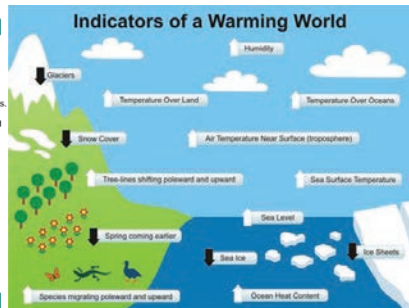 Indicators of a Warming World
Humidity
Glaciers
Temperature Over Land
Temperature Over Oceans
Snow Cover
Air Temperature Near Surface (troposphere)
Tree-lines shifting poleward and upward
Sea Surface Temperature
Sea Level
Spring coming earlier
Sea Ice
Ice Sheets
Species migrating poleward and upward
Ocean Heat Content